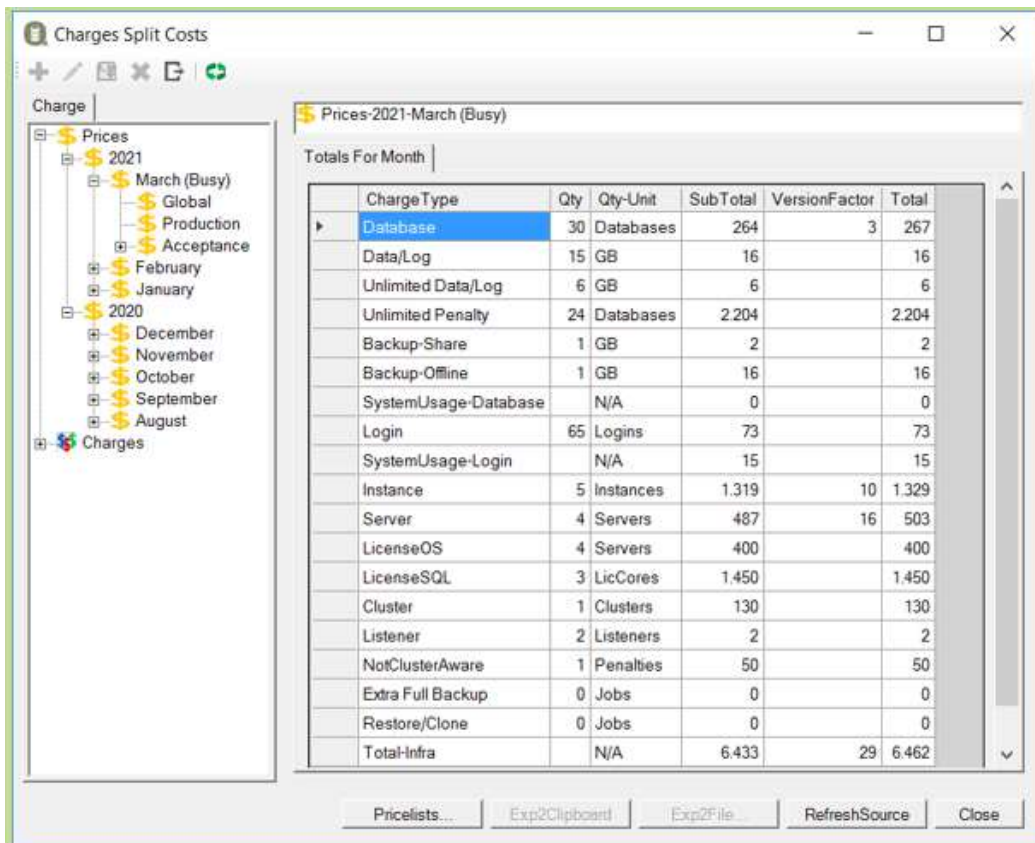 Charges Split Costs
Charge
Prices
2021
March (Busy)
Global
Production
Acceptance
February
January
2020
December
November
October
September
August
Charges
Prices-2021-March (Busy)
Totals For Month
ChargeType Qty Qty-Unit SubTotal VersionFactor Total
Database 30 Databases 264 3 267
Data/Log 15 GB 16 16
Unlimited Data/Log 6 GB 6 6
Unlimited Penalty 24 Databases 2.204 2.204
Backup-Share 1 GB 2 2
Backup-Offline 1 GB 16 16
SystemUsage-Database N/A 0 0
Login 65 Logins 73 73
SystemUsage-Login N/A 15 15
Instance 5 Instances 1.319 10 1.329
Server 4 Servers 487 16 503
LicenseOS 4 Servers 400 400
LicenseSQL 3 LicCores 1.450 1.450
Cluster 1 Clusters 130 130
Listener 2 Listeners 2 2
NotClusterAware 1 Penalties 50 50
Extra Full Backup 0 Jobs 0 0
Restore/Clone 0 Jobs 0 0
Total-Infra N/A 6.433 29 6.462
Pricelists... Exp2Clipboard Exp2File... RefreshSource Close